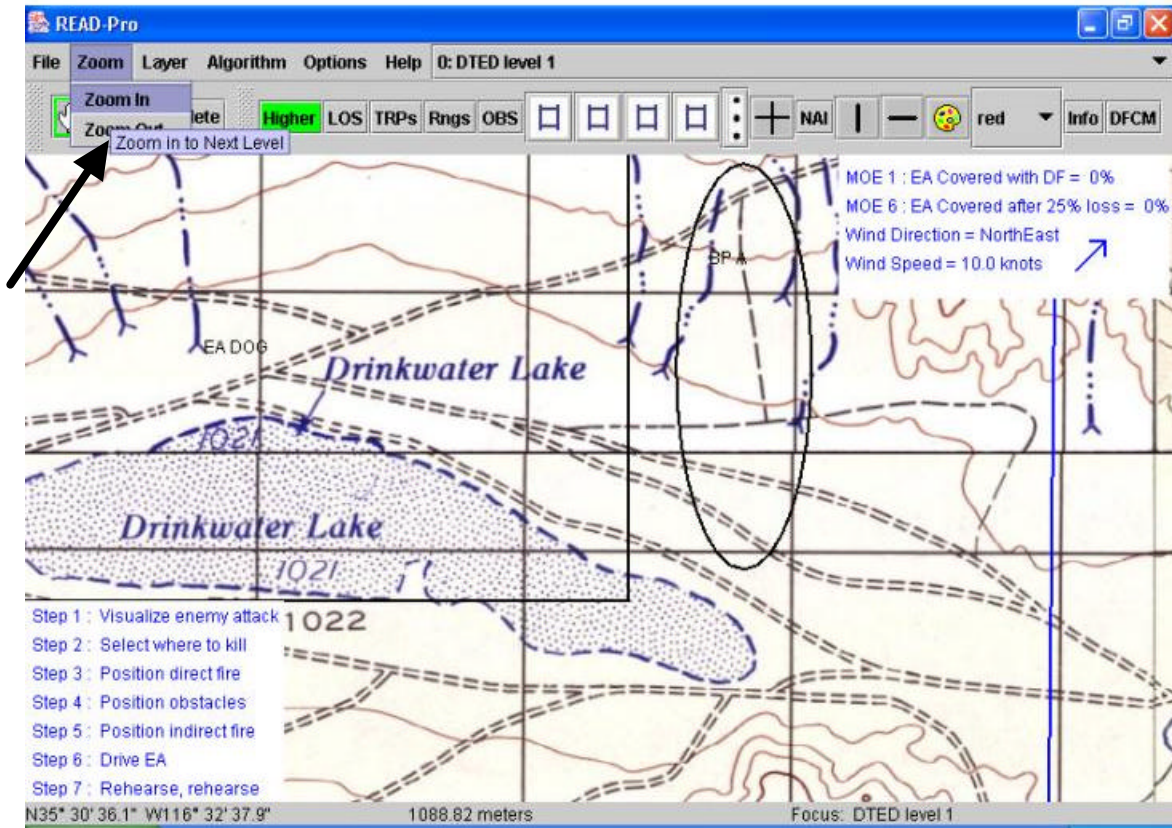 READ-Pro
File Zoom Layer Algorithm Options Help 0: DTED level 1
Zoom In
Zoom Out
Zoom in to Next Level
lete Higher LOS TRPs Rngs OBS NAI red Info DFCM
MOE 1 : EA Covered with DF = 0%
MOE 6 : EA Covered after 25% loss = 0%
Wind Direction = NorthEast
Wind Speed = 10.0 knots
BP A
EA DOG
Drinkwater Lake
1021
Drinkwater Lake
1021
1022
Step 1 : Visualize enemy attack
Step 2 : Select where to kill
Step 3 : Position direct fire
Step 4 : Position obstacles
Step 5 : Position indirect fire
Step 6 : Drive EA
Step 7 : Rehearse, rehearse
N35° 30' 36.1" W116° 32' 37.9" 1088.82 meters Focus: DTED level 1